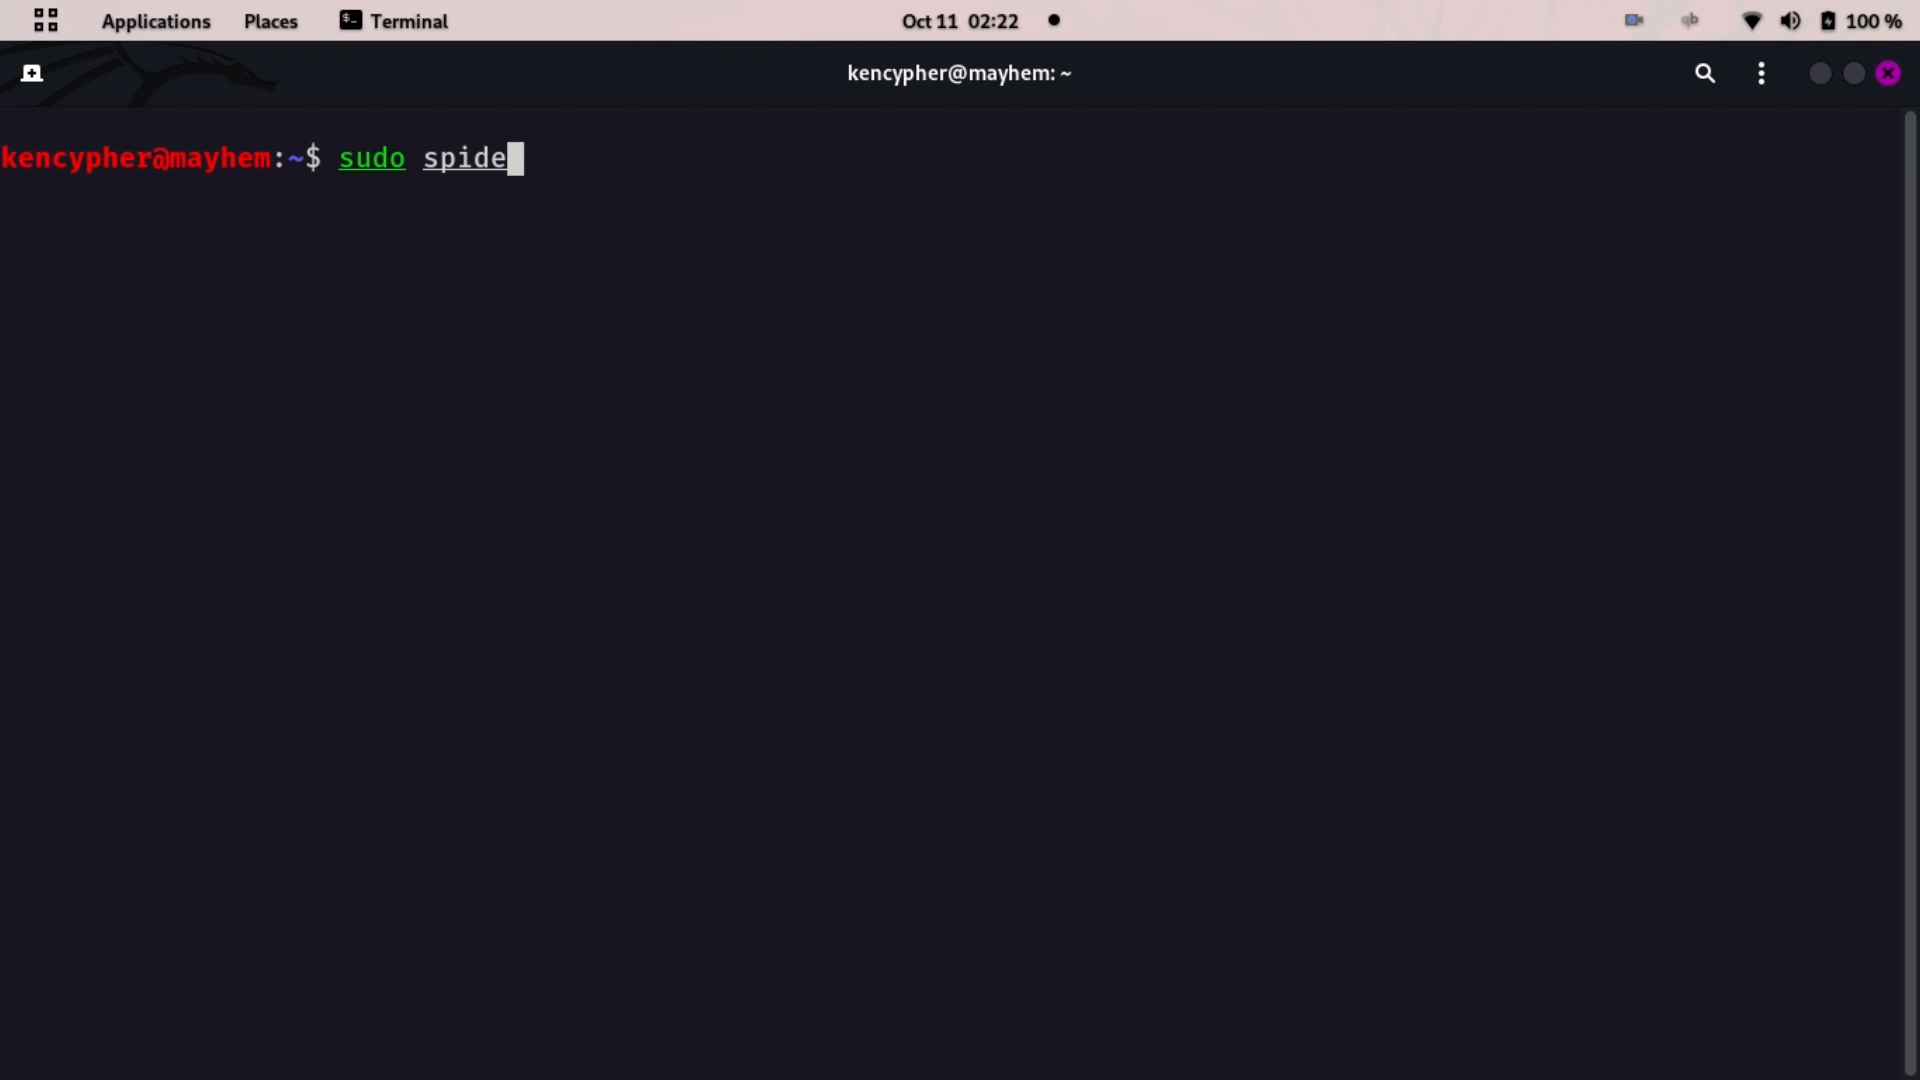 Applications Places Terminal Oct 11 02:22 100 %
kencypher@mayhem: ~
kencypher@mayhem:~$ sudo spide